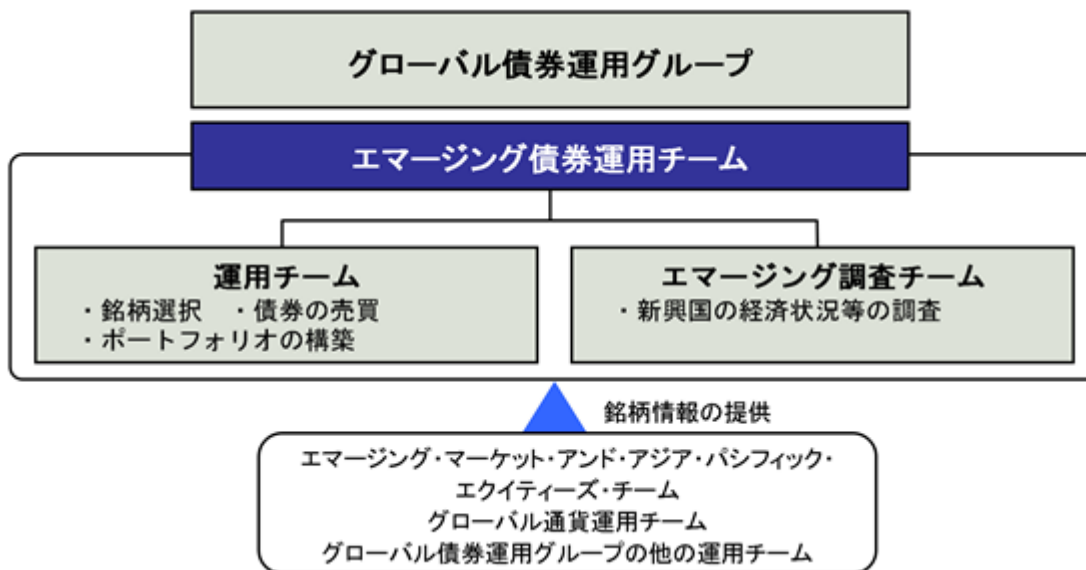 グローバル債券運用グループ
エマージング債券運用チーム
運用チーム
・銘柄選択 ・債券の売買
・ポートフォリオの構築
エマージング調査チーム
・新興国の経済状況等の調査
銘柄情報の提供
エマージング・マーケット・アンド・アジア・パシフィック・
エクイティーズ・チーム
グローバル通貨運用チーム
グローバル債券運用グループの他の運用チーム